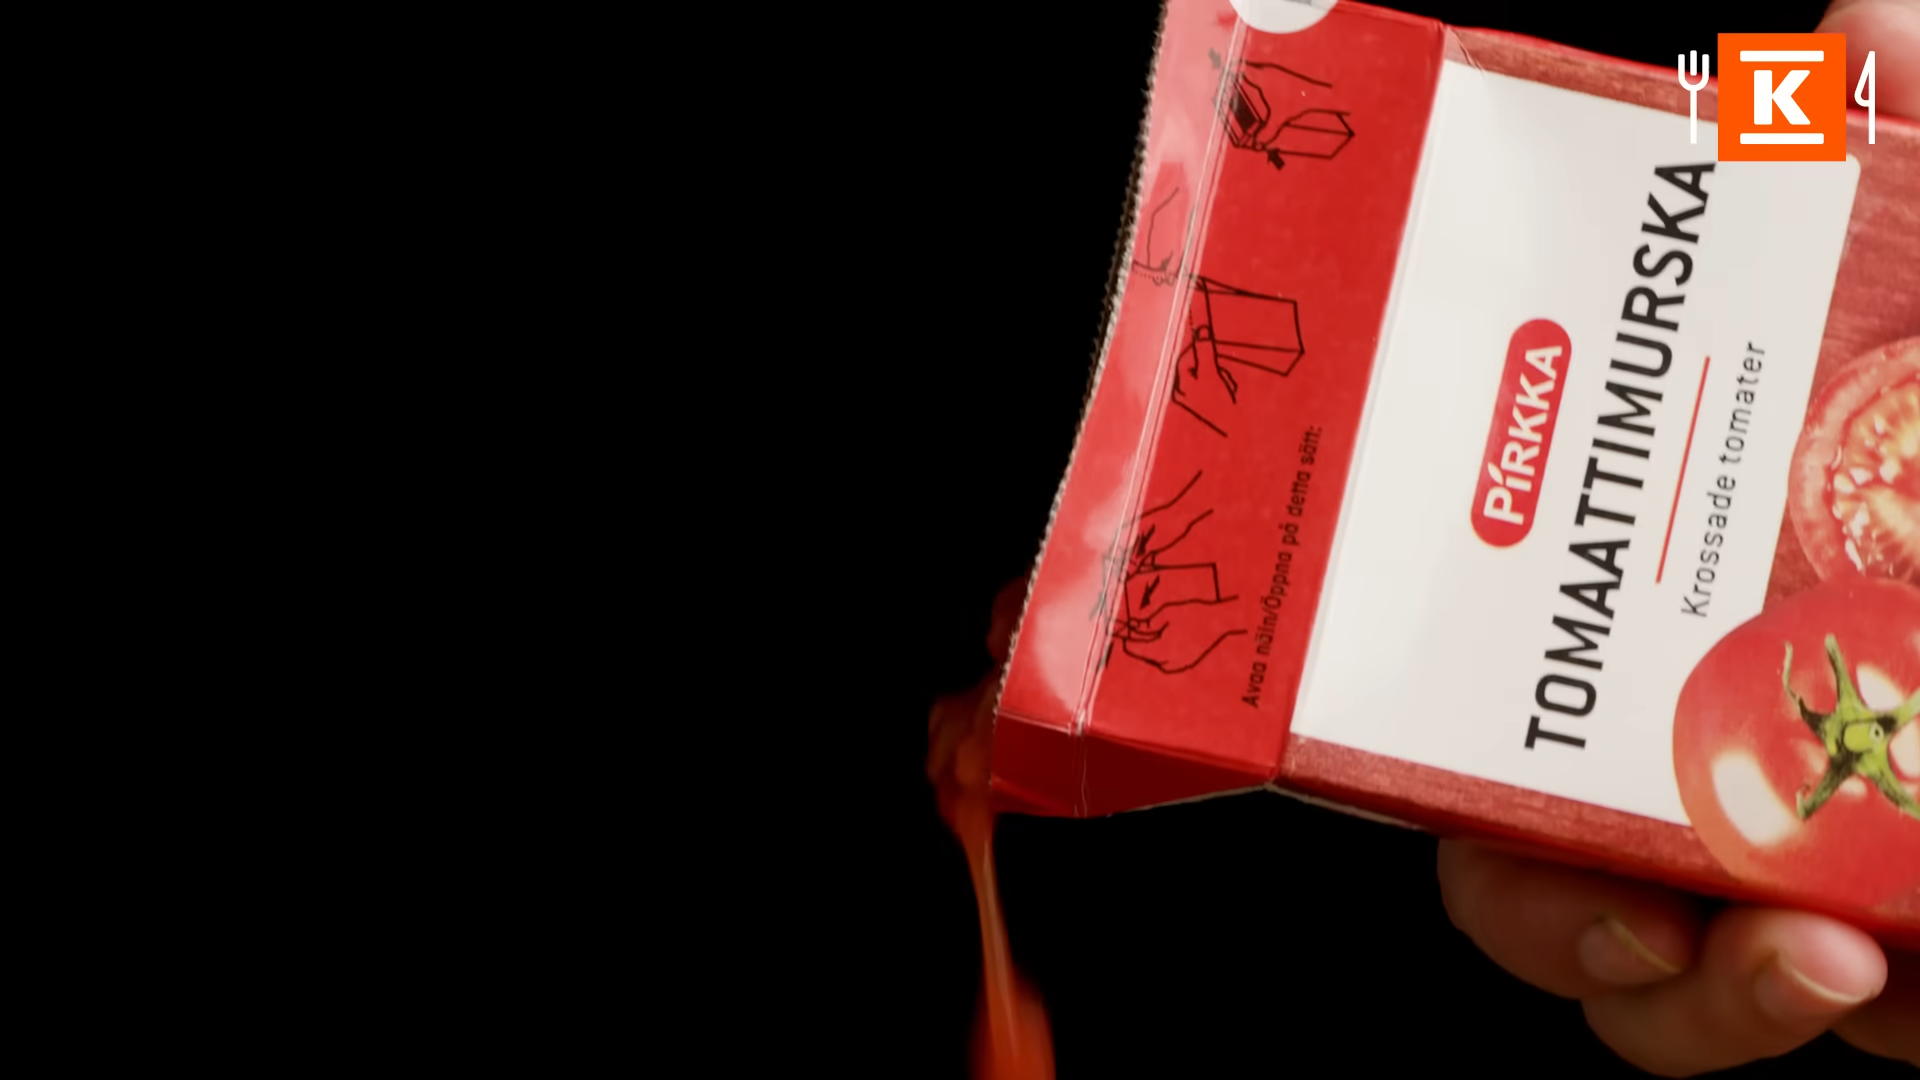 K
PIRKKA
TOMAATTIMURSKA
Krossade tomater
Avaa näin/Öppna på detta sätt: